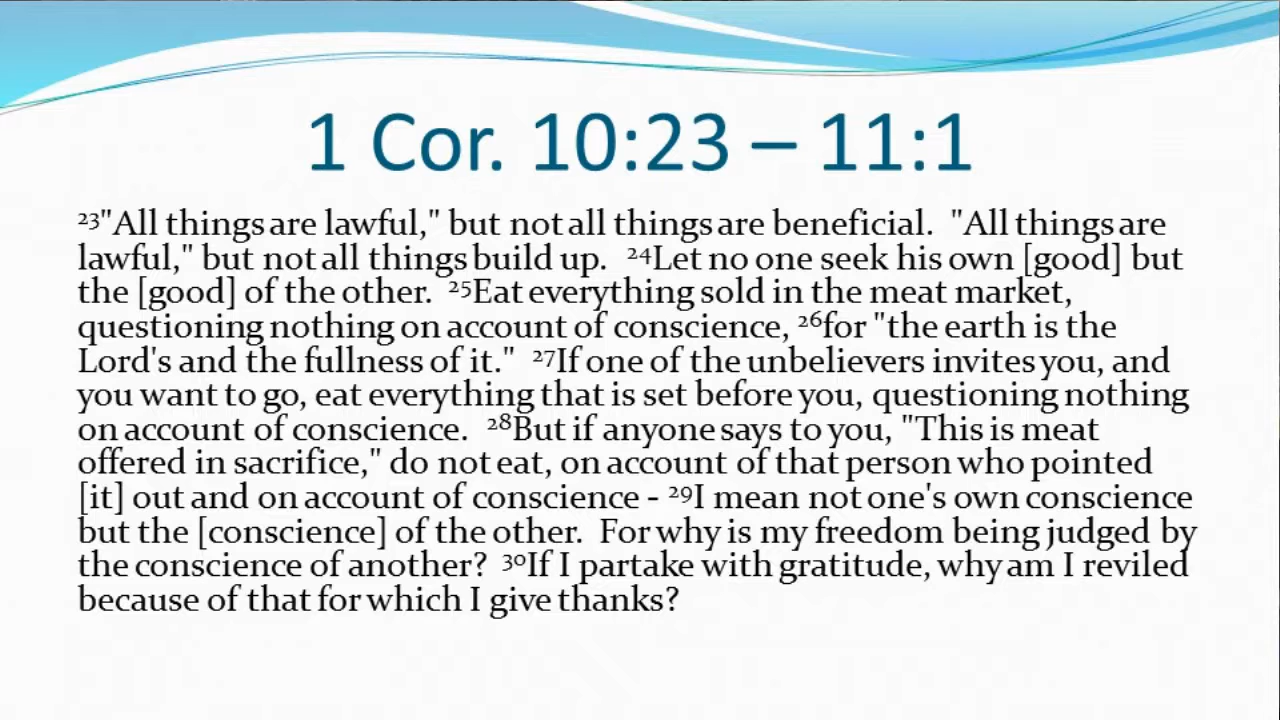 1 Cor. 10:23 – 11:1
²³"All things are lawful," but not all things are beneficial. "All things are
lawful," but not all things build up. ²⁴Let no one seek his own [good] but
the [good] of the other. ²⁵Eat everything sold in the meat market,
questioning nothing on account of conscience, ²⁶for "the earth is the
Lord's and the fullness of it." ²⁷If one of the unbelievers invites you, and
you want to go, eat everything that is set before you, questioning nothing
on account of conscience. ²⁸But if anyone says to you, "This is meat
offered in sacrifice," do not eat, on account of that person who pointed
[it] out and on account of conscience - ²⁹I mean not one's own conscience
but the [conscience] of the other. For why is my freedom being judged by
the conscience of another? ³⁰If I partake with gratitude, why am I reviled
because of that for which I give thanks?